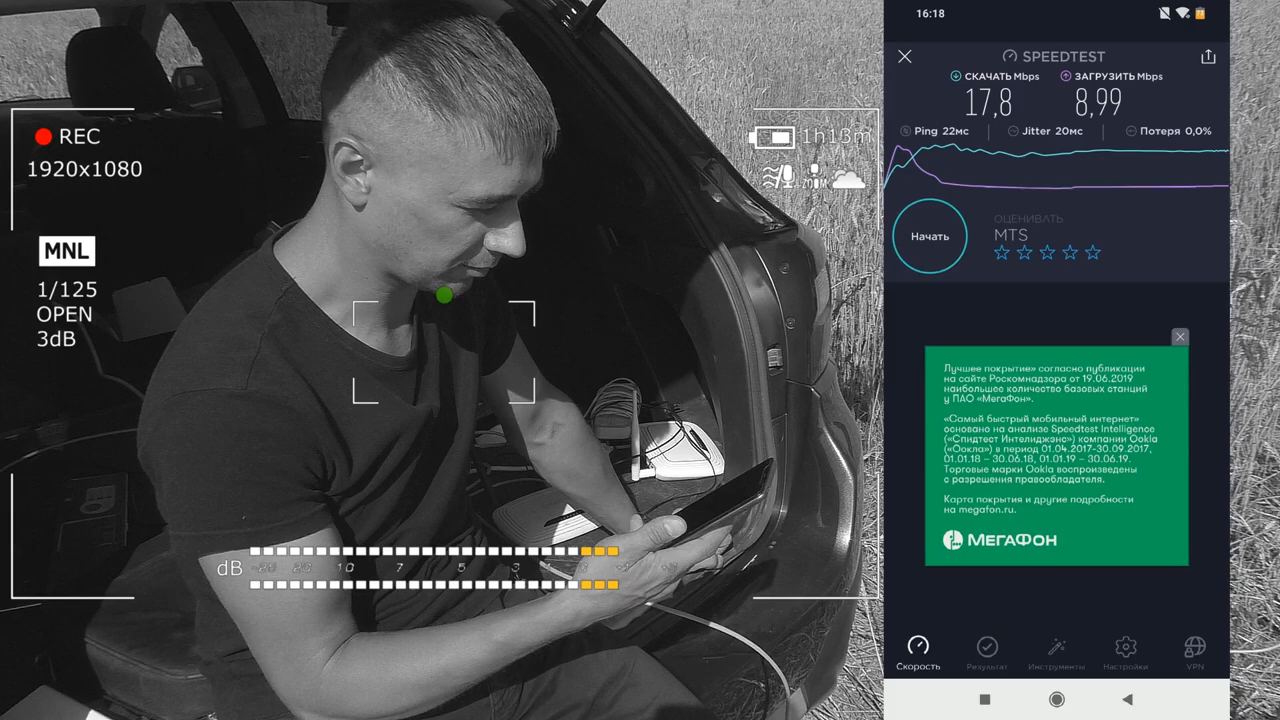 REC
1920x1080
MNL
1/125
OPEN
3dB
1h13m
dB
10
7
5
3
16:18
SPEEDTEST
СКАЧАТЬ Mbps
ЗАГРУЗИТЬ Mbps
17,8
8,99
Ping 22мс
Jitter 20мс
Потеря 0,0%
Начать
ОЦЕНИВАТЬ
MTS
Лучшее покрытие» согласно публикации
на сайте Роскомнадзора от 19.06.2019
наибольшее количество базовых станций
у ПАО «МегаФон».
«Самый быстрый мобильный интернет»
основано на анализе Speedtest Intelligence
(«Спидтест Интелиджэнс») компании Ookla
(«Оокла») в период 01.04.2017-30.09.2017,
01.01.18 – 30.06.18, 01.01.19 – 30.06.19.
Торговые марки Ookla воспроизведены
с разрешения правообладателя.
Карта покрытия и другие подробности
на megafon.ru.
МЕГАФОН
Скорость
Результат
Инструменты
Настройки
VPN